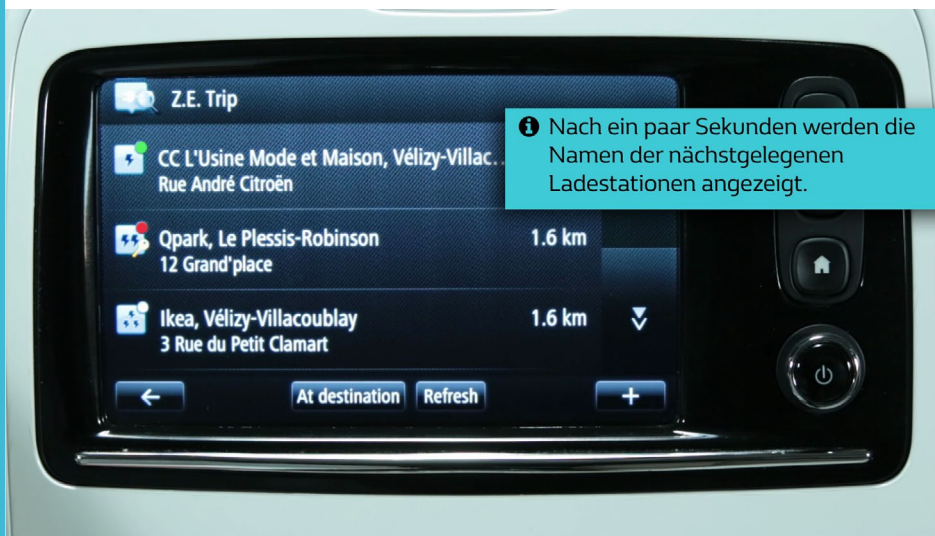 Z.E. Trip
Nach ein paar Sekunden werden die
Namen der nächstgelegenen
Ladestationen angezeigt.
CC L'Usine Mode et Maison, Vélizy-Villac...
Rue André Citroën
Qpark, Le Plessis-Robinson 1.6 km
12 Grand'place
Ikea, Vélizy-Villacoublay 1.6 km
3 Rue du Petit Clamart
At destination Refresh +